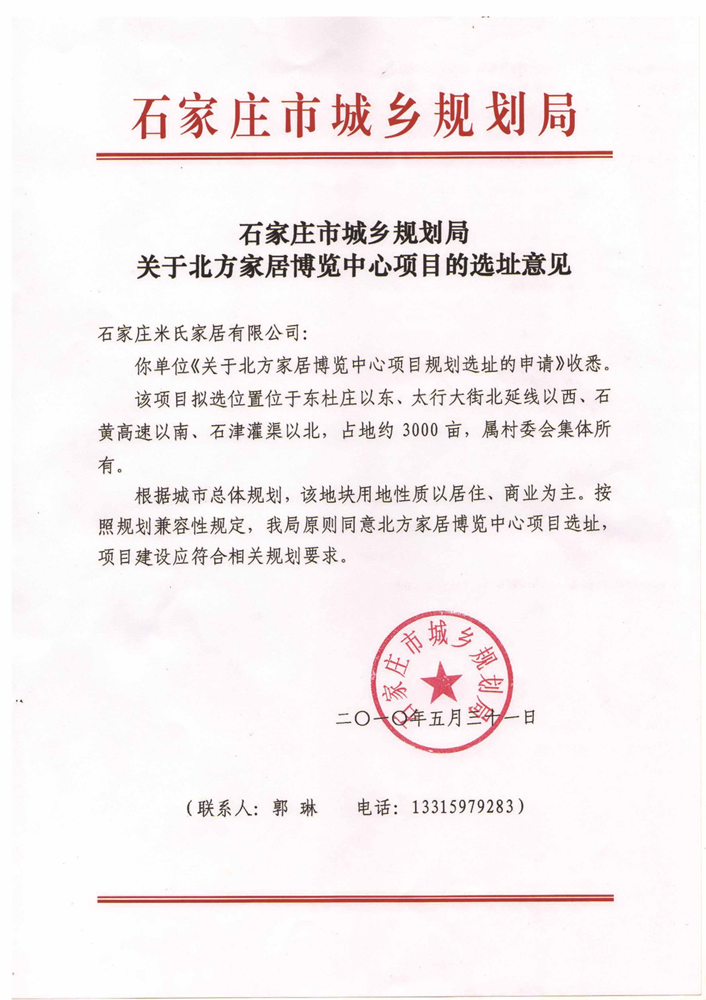 石家庄市城乡规划局
石家庄市城乡规划局
关于北方家居博览中心项目的选址意见
石家庄米氏家居有限公司：
你单位《关于北方家居博览中心项目规划选址的申请》收悉。
该项目拟选位置位于东杜庄以东、太行大街北延线以西、石
黄高速以南、石津灌渠以北，占地约 3000 亩，属村委会集体所
有。
根据城市总体规划，该地块用地性质以居住、商业为主。按
照规划兼容性规定，我局原则同意北方家居博览中心项目选址，
项目建设应符合相关规划要求。
石家庄市城乡规划局
二〇一〇年五月三十一日
（联系人：郭 琳 电话：13315979283）